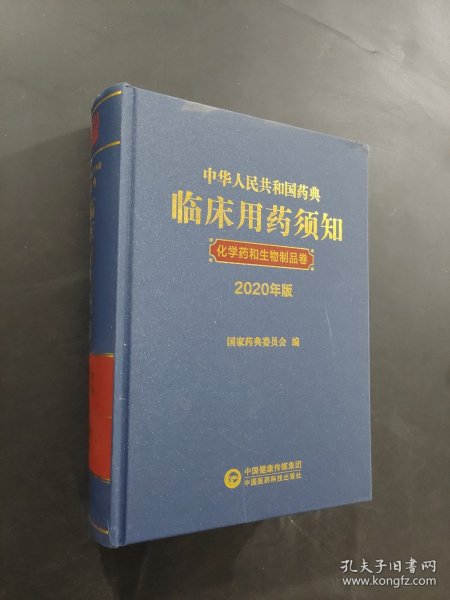 中华人民共和国药典
临床用药须知
化学药和生物制品卷
2020年版
国家药典委员会 编
中国健康传媒集团
中国医药科技出版社
孔夫子旧书网
www.kongfz.com